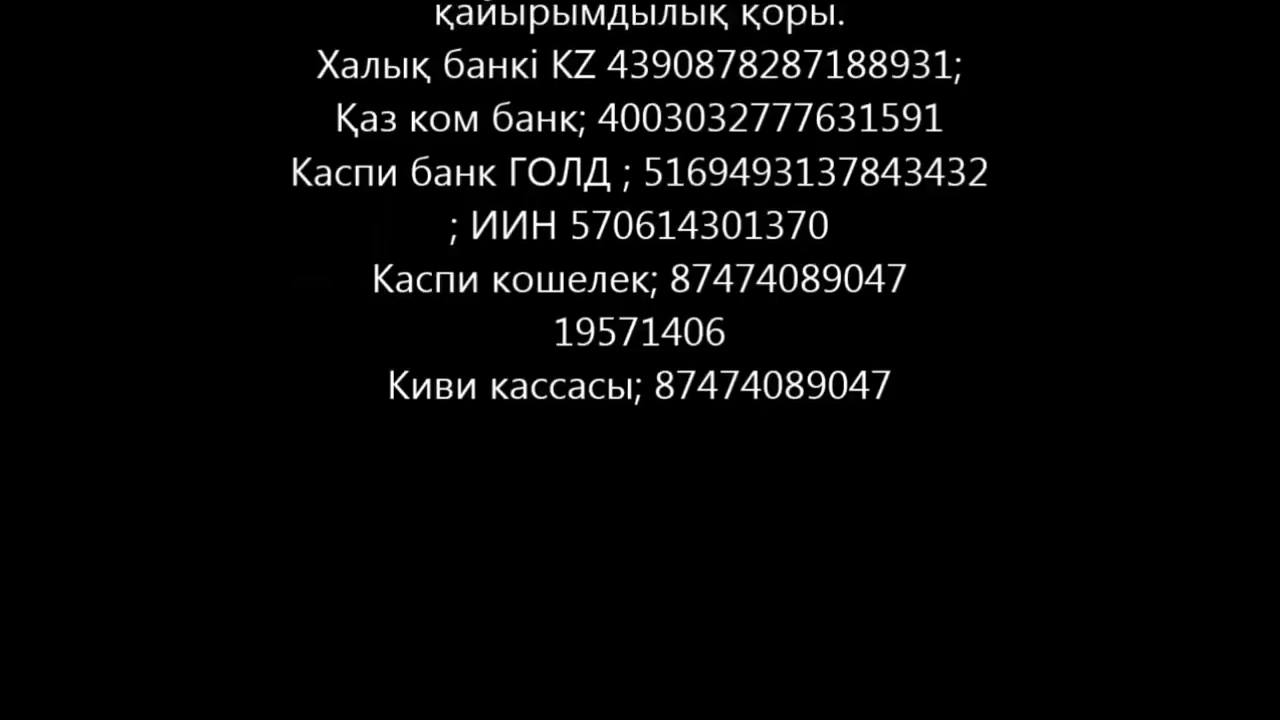 қайырымдылық қоры.
Халық банкі KZ 4390878287188931;
Қаз ком банк; 4003032777631591
Каспи банк ГОЛД ; 5169493137843432
; ИИН 570614301370
Каспи кошелек; 87474089047
19571406
Киви кассасы; 87474089047